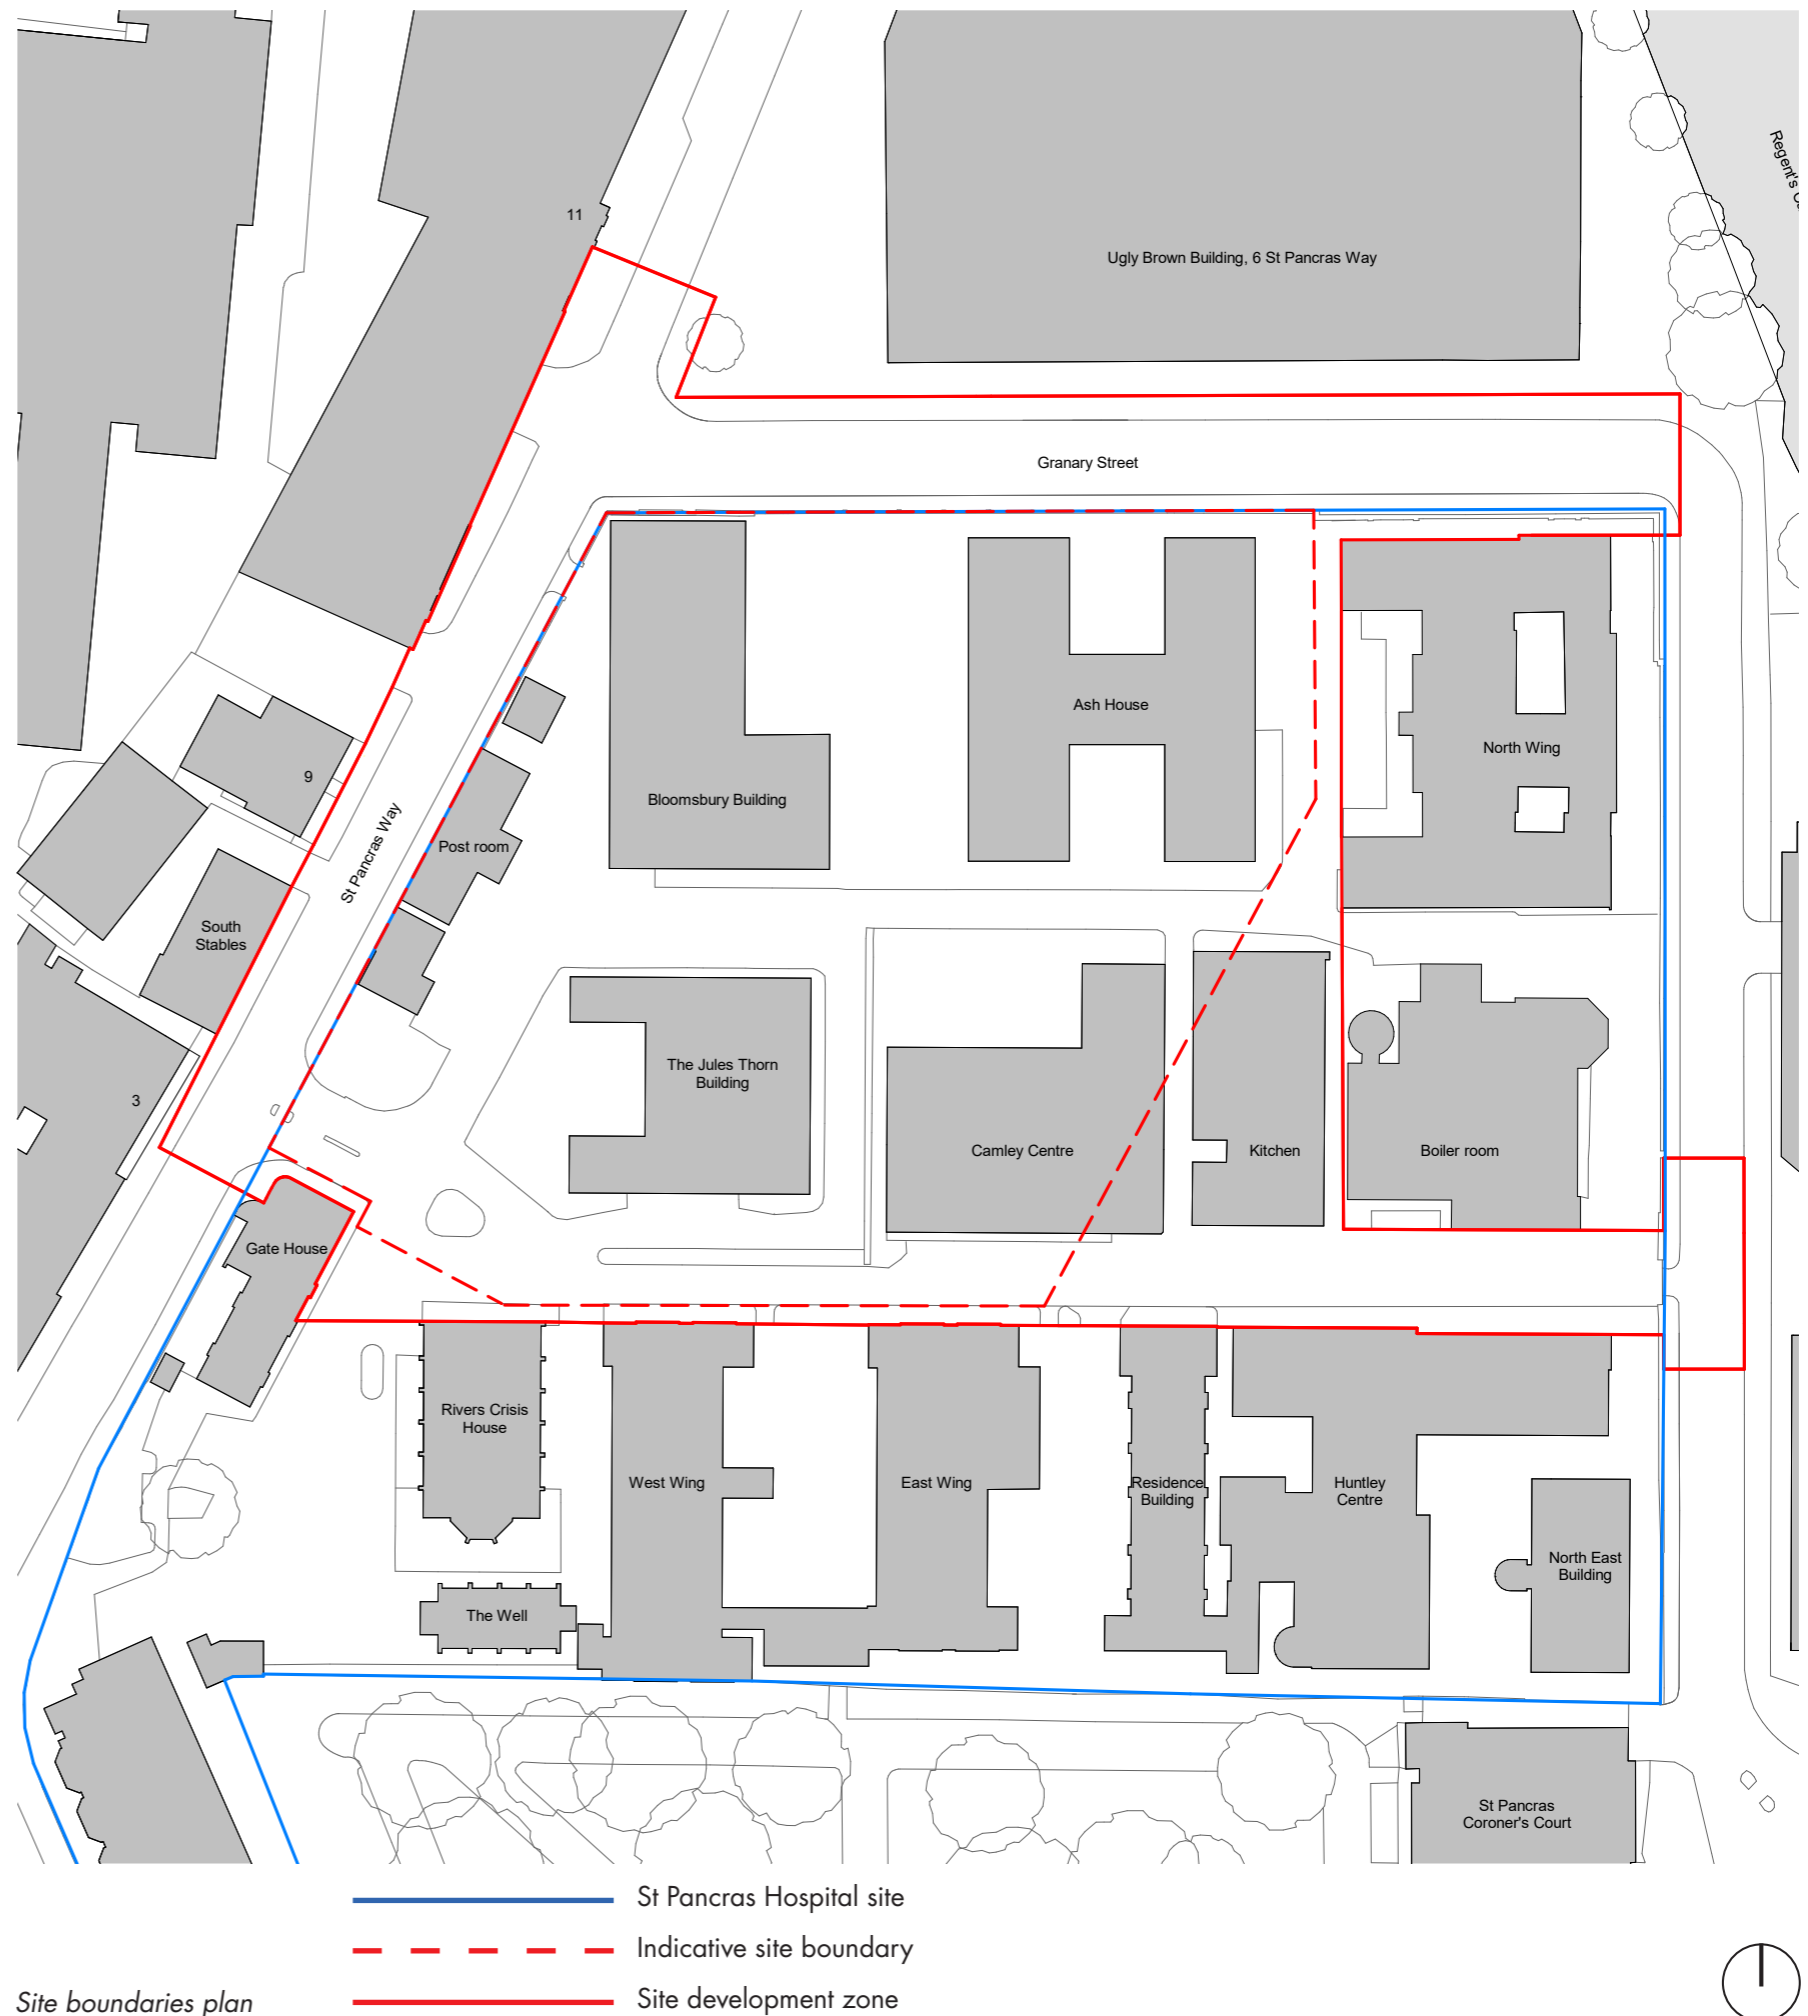 Regent's
11
Ugly Brown Building, 6 St Pancras Way
Granary Street
Ash House
North Wing
9
Bloomsbury Building
St Pancras Way
Post room
South
Stables
The Jules Thorn
Building
3
Camley Centre
Kitchen
Boiler room
Gate House
Rivers Crisis
House
West Wing
East Wing
Residence
Building
Huntley
Centre
North East
Building
The Well
St Pancras
Coroner's Court
St Pancras Hospital site
Indicative site boundary
Site development zone
Site boundaries plan